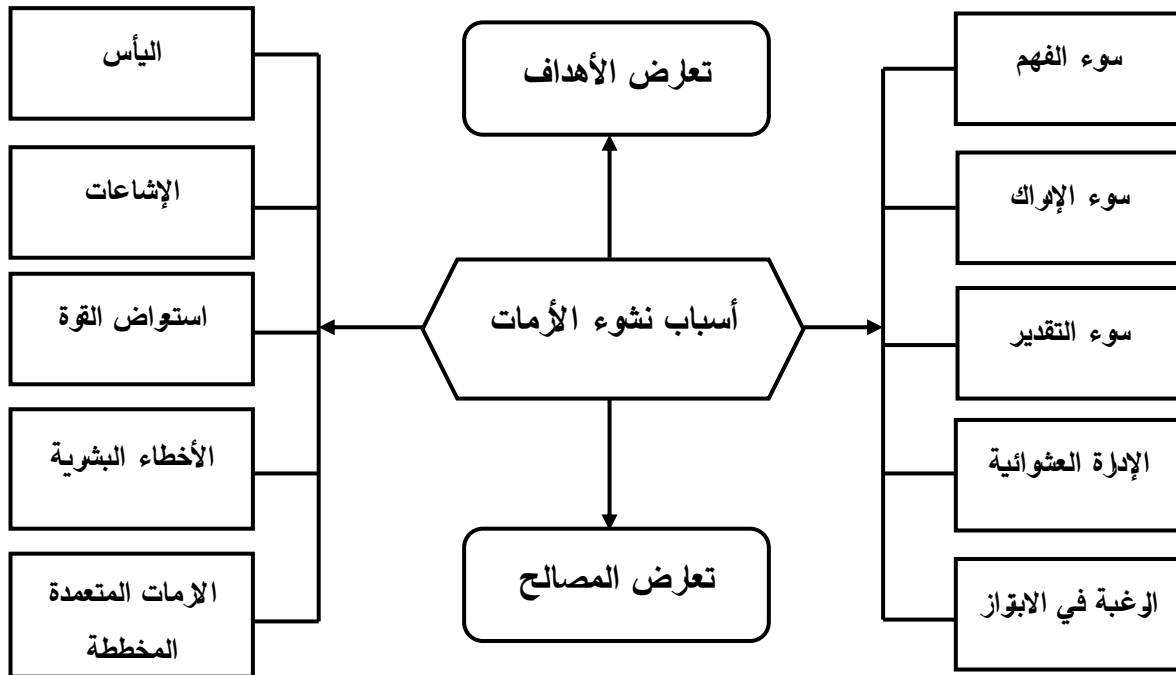 سوء الفهم
سوء الإدراك
سوء التقدير
الإدارة العشوائية
الرغبة في الابتزاز
تعارض الأهداف
أسباب نشوء الأزمات
تعارض المصالح
اليأس
الإشاعات
استعراض القوة
الأخطاء البشرية
الازمات المتعمدة
المخططة